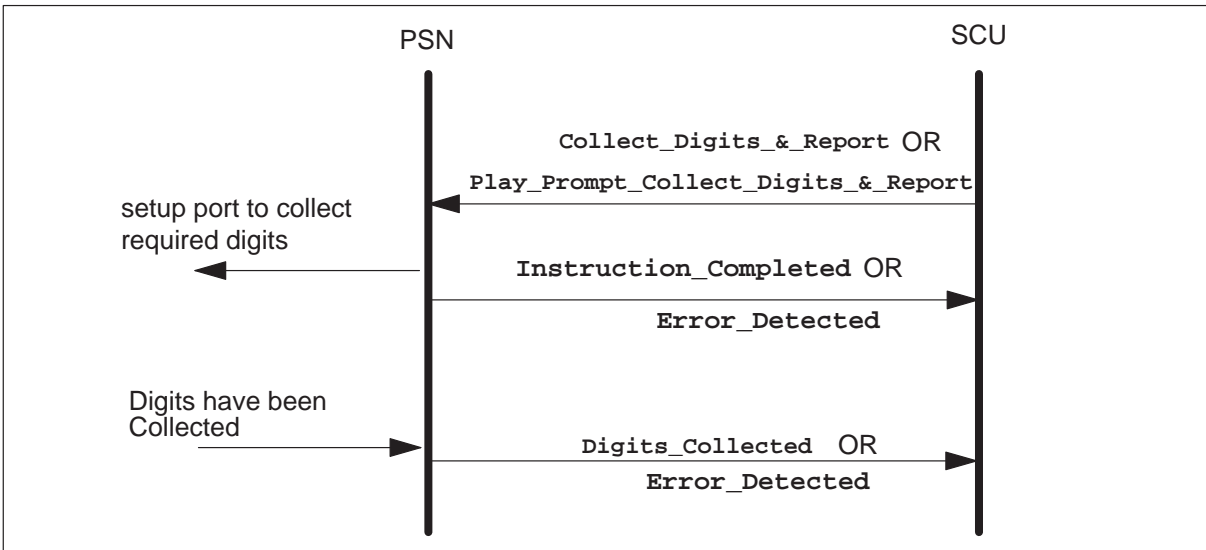 PSN
SCU
Collect_Digits_&_Report OR
Play_Prompt_Collect_Digits_&_Report
setup port to collect
required digits
Instruction_Completed OR
Error_Detected
Digits have been
Collected
Digits_Collected OR
Error_Detected